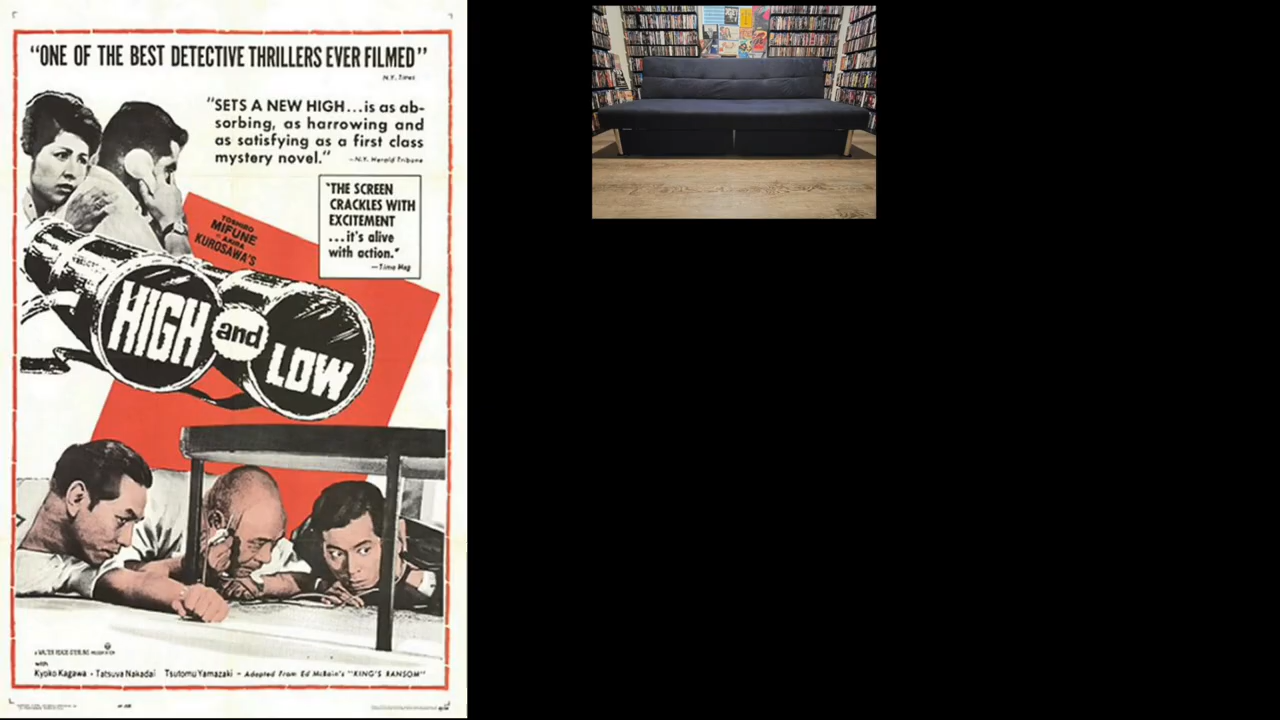 "ONE OF THE BEST DETECTIVE THRILLERS EVER FILMED"
N.Y. Times
"SETS A NEW HIGH...is as ab-
sorbing, as harrowing and
as satisfying as a first class
mystery novel."
—N.Y. Herald Tribune
"THE SCREEN
CRACKLES WITH
EXCITEMENT
...it's alive
with action."
—Time Mag
TOSHIRO
MIFUNE
in AKIRA
KUROSAWA'S
HIGH and LOW
with
Kyoko Kagawa - Tatsuya Nakadai Tsutomu Yamazaki - Adapted From Ed McBain's "KING'S RANSOM"